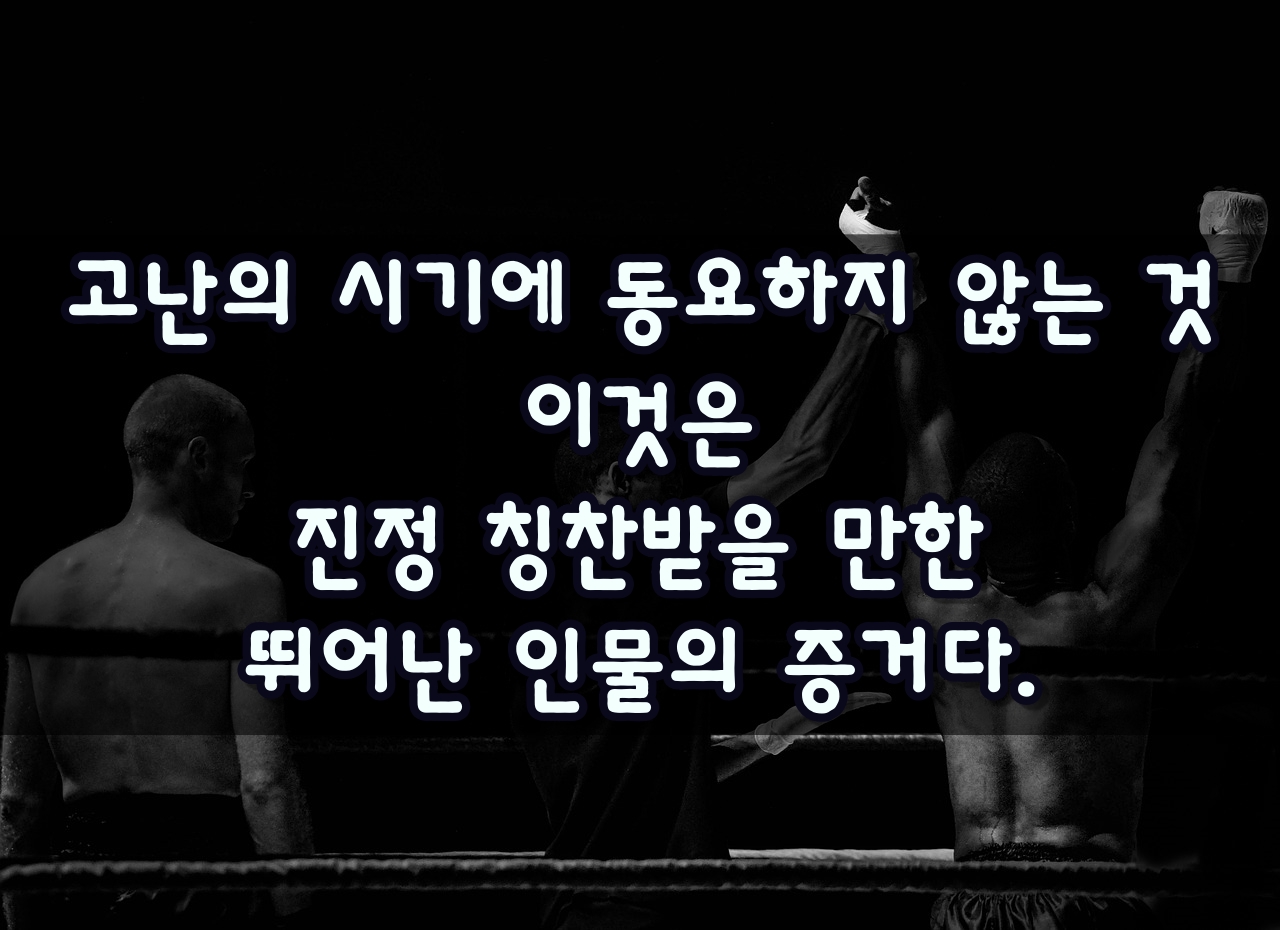 고난의 시기에 동요하지 않는 것
이것은
진정 칭찬받을 만한
뛰어난 인물의 증거다.